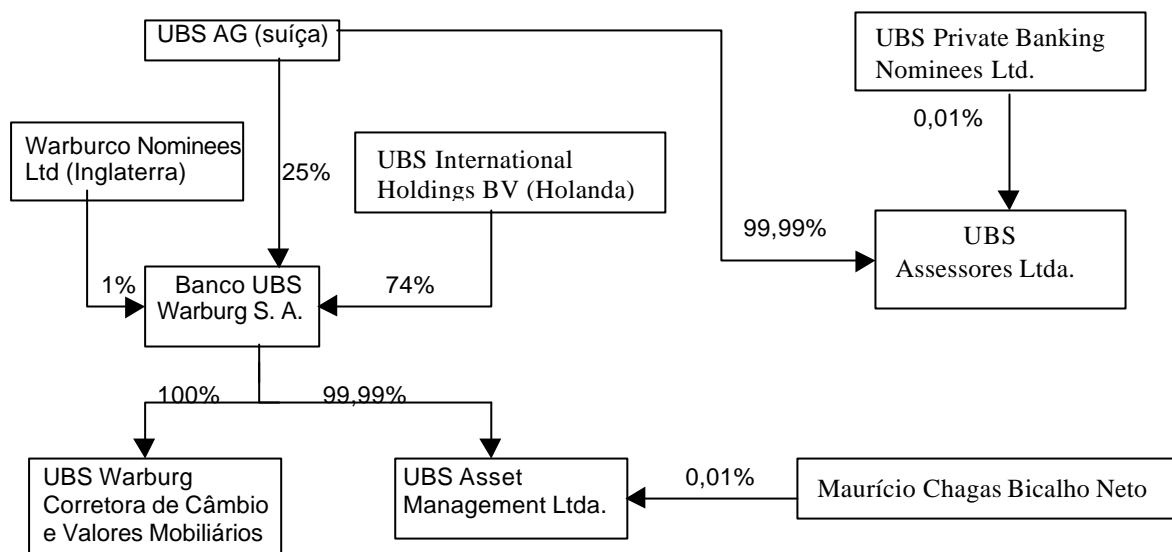 UBS AG (suíça)
UBS Private Banking
Nominees Ltd.
0,01%
Warburco Nominees
Ltd (Inglaterra)
25%
UBS International
Holdings BV (Holanda)
99,99%
UBS
Assessores Ltda.
1%
Banco UBS
Warburg S. A.
74%
100%
99,99%
UBS Warburg
Corretora de Câmbio
e Valores Mobiliários
UBS Asset
Management Ltda.
0,01%
Maurício Chagas Bicalho Neto